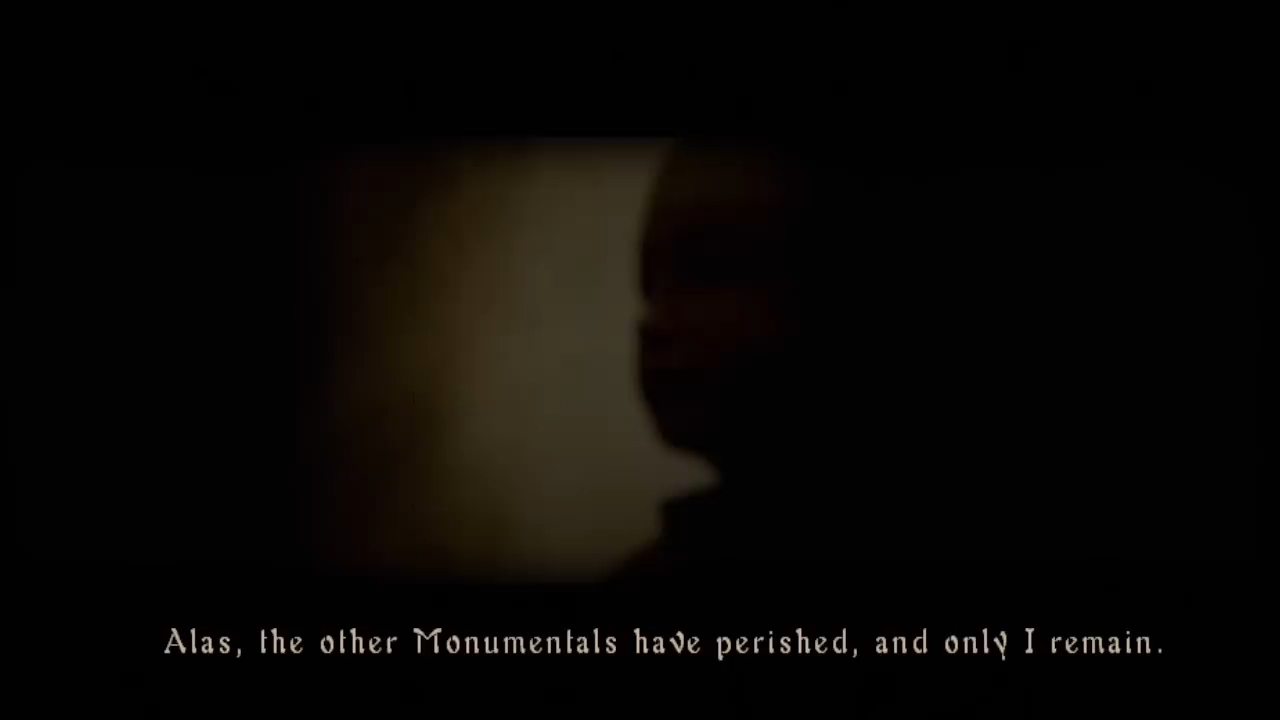 Alas, the other Monumentals have perished, and only I remain.